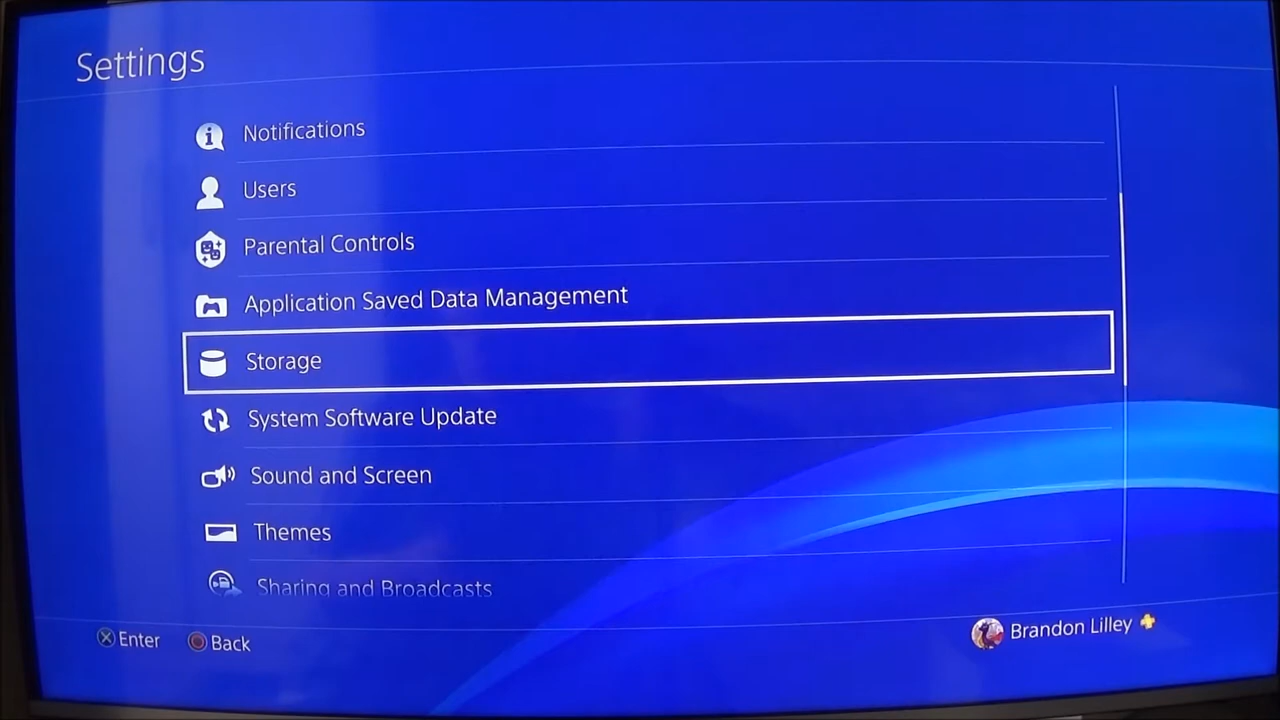 Settings
Notifications
Users
Parental Controls
Application Saved Data Management
Storage
System Software Update
Sound and Screen
Themes
Sharing and Broadcasts
Enter Back
Brandon Lilley